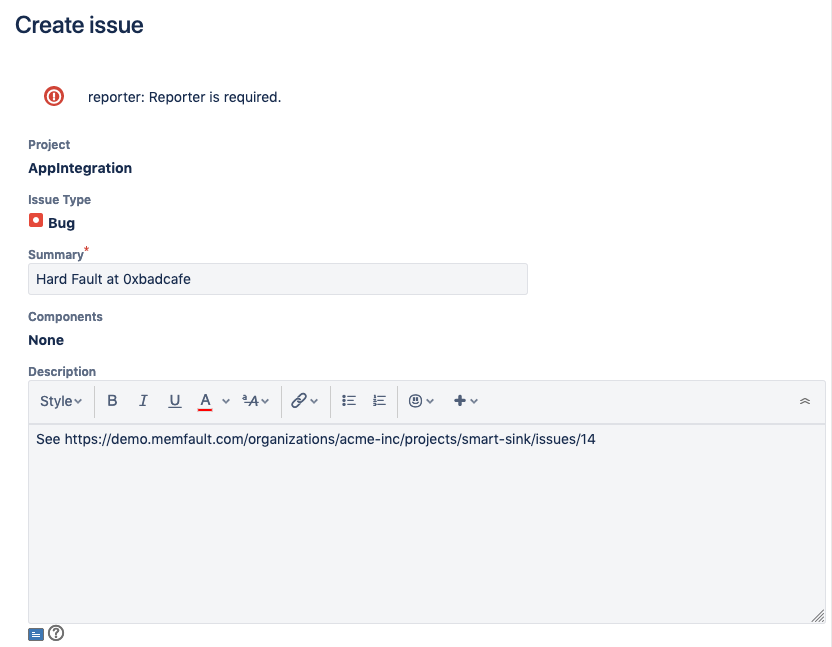 Create issue
reporter: Reporter is required.
Project
AppIntegration
Issue Type
Bug
Summary*
Hard Fault at 0xbadcafe
Components
None
Description
Style B I U A ªA
See https://demo.memfault.com/organizations/acme-inc/projects/smart-sink/issues/14